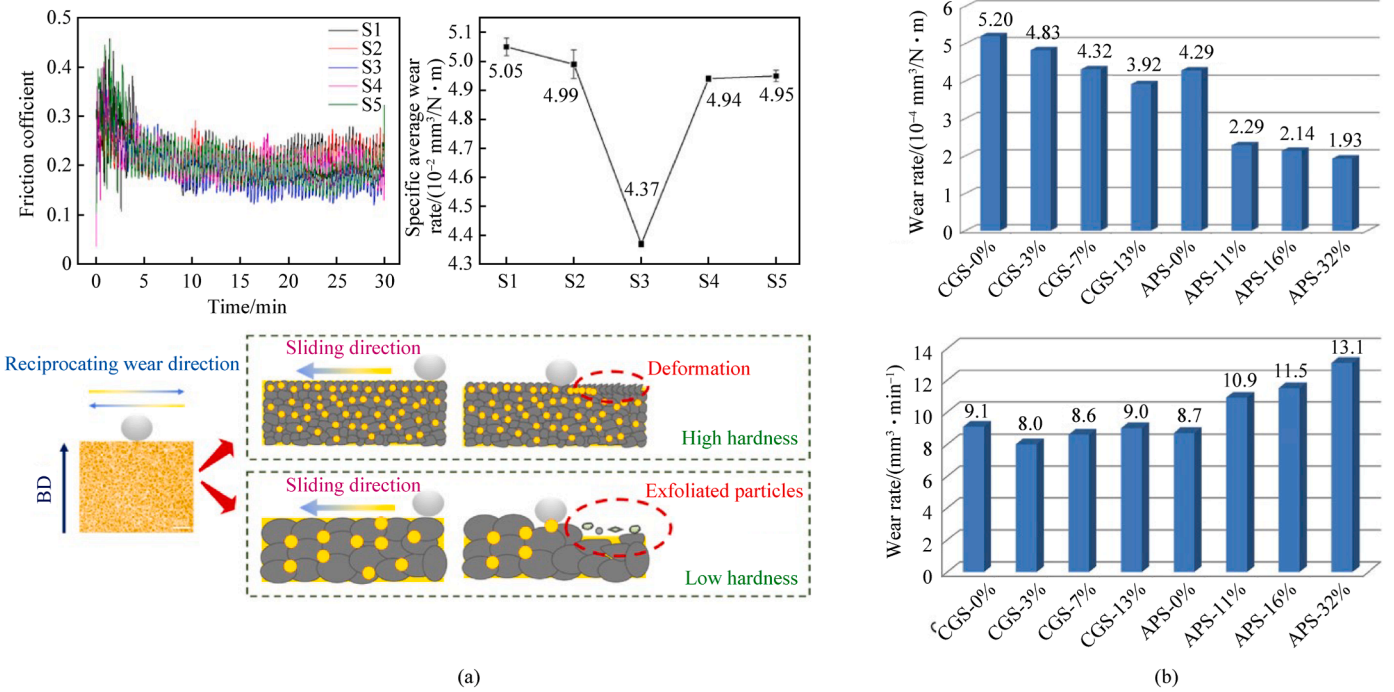 0.5
0.4
0.3
0.2
0.1
0
Friction cofficient
S1
S2
S3
S4
S5
0 5 10 15 20 25 30
Time/min
5.1
5.0
4.9
4.8
4.7
4.6
4.5
4.4
4.3
Specific average wear
rate/(10⁻² mm³/N・m)
5.05
4.99
4.37
4.94
4.95
S1 S2 S3 S4 S5
Reciprocating wear direction
BD
Sliding direction
Deformation
High hardness
Sliding direction
Exfoliated particles
Low hardness
(a)
6
5
4
3
2
1
0
Wear rate/(10⁻⁴ mm³/N・m)
5.20
4.83
4.32
3.92
4.29
2.29
2.14
1.93
CGS-0%
CGS-3%
CGS-7%
CGS-13%
APS-0%
APS-11%
APS-16%
APS-32%
14
12
10
8
6
4
2
0
Wear rate/(mm³・min⁻¹)
9.1
8.0
8.6
9.0
8.7
10.9
11.5
13.1
CGS-0%
CGS-3%
CGS-7%
CGS-13%
APS-0%
APS-11%
APS-16%
APS-32%
(b)